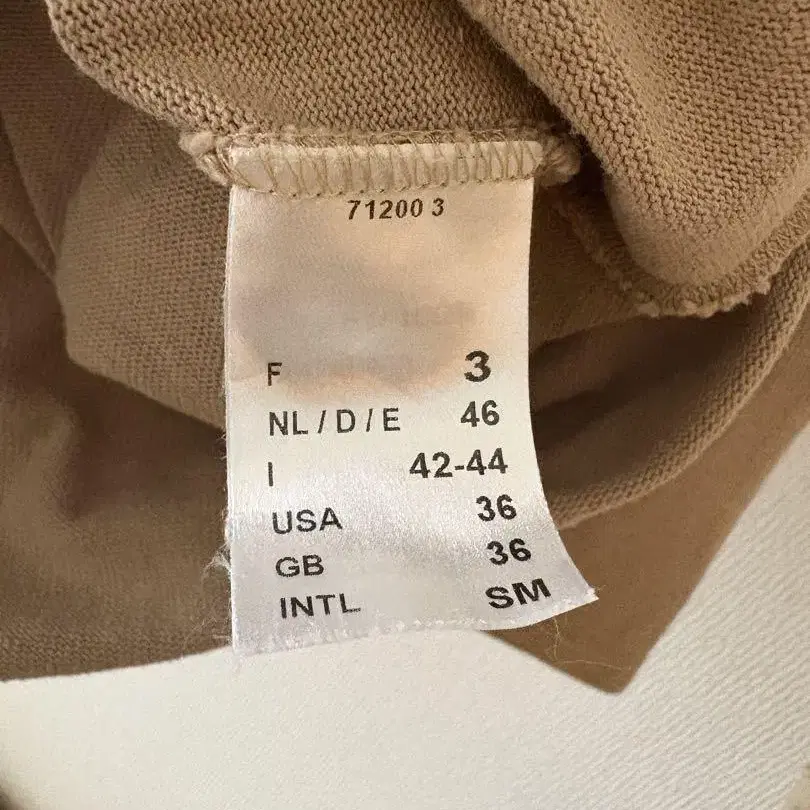 71200 3
F 3
NL / D / E 46
I 42-44
USA 36
GB 36
INTL SM